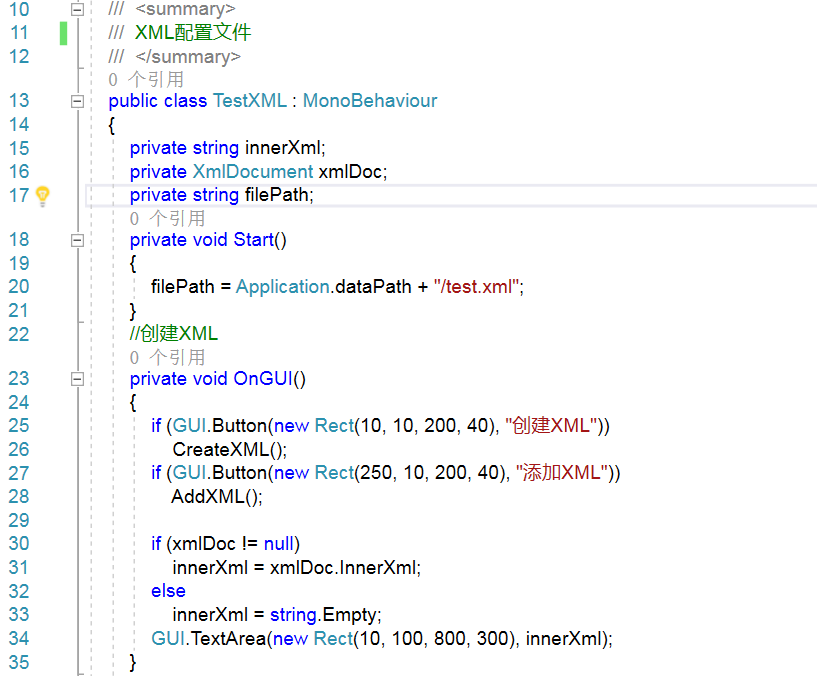 10 /// <summary>
11 /// XML配置文件
12 /// </summary>
0 个引用
13 public class TestXML : MonoBehaviour
14 {
15 private string innerXml;
16 private XmlDocument xmlDoc;
17 private string filePath;
0 个引用
18 private void Start()
19 {
20 filePath = Application.dataPath + "/test.xml";
21 }
22 //创建XML
0 个引用
23 private void OnGUI()
24 {
25 if (GUI.Button(new Rect(10, 10, 200, 40), "创建XML"))
26 CreateXML();
27 if (GUI.Button(new Rect(250, 10, 200, 40), "添加XML"))
28 AddXML();
29
30 if (xmlDoc != null)
31 innerXml = xmlDoc.InnerXml;
32 else
33 innerXml = string.Empty;
34 GUI.TextArea(new Rect(10, 100, 800, 300), innerXml);
35 }